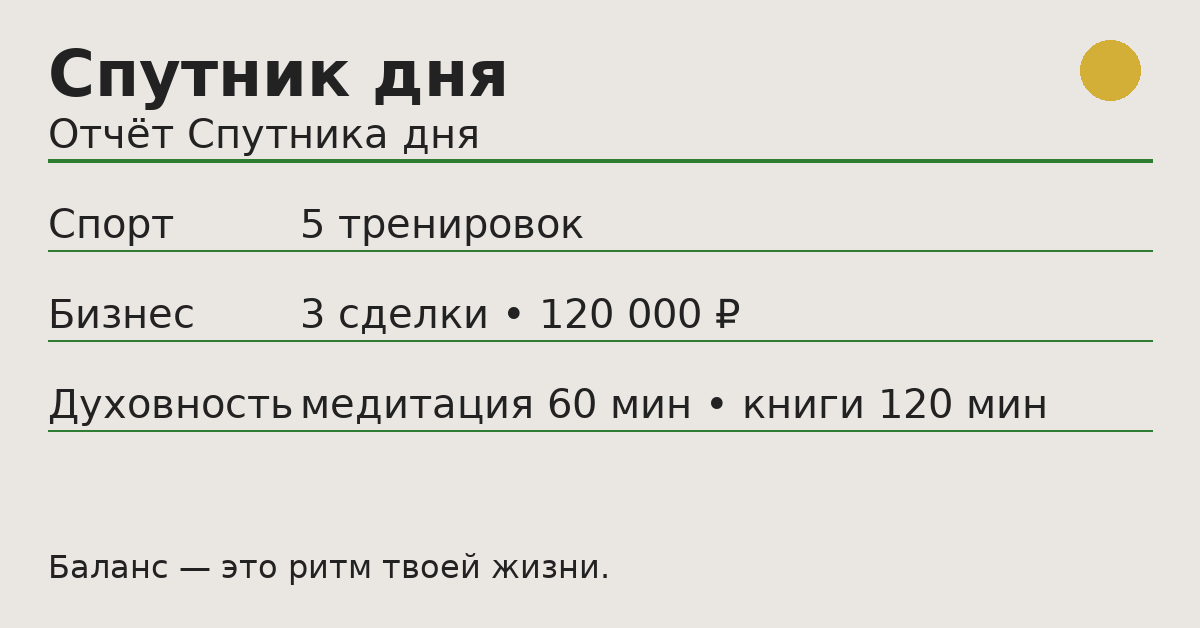 Спутник дня
Отчёт Спутника дня
Спорт 5 тренировок
Бизнес 3 сделки • 120 000 ₽
Духовность медитация 60 мин • книги 120 мин
Баланс — это ритм твоей жизни.